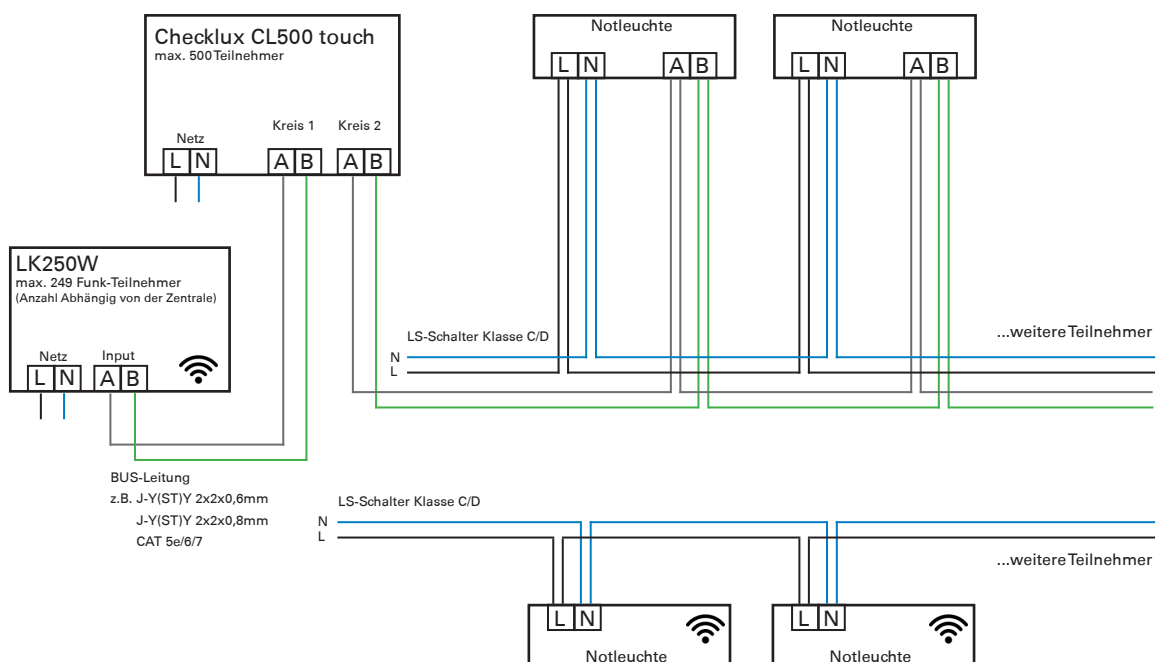 Checklux CL500 touch
max. 500 Teilnehmer
Netz
L N
Kreis 1
A B
Kreis 2
A B
Notleuchte
L N
A B
Notleuchte
L N
A B
LK250W
max. 249 Funk-Teilnehmer
(Anzahl Abhängig von der Zentrale)
Netz
L N
Input
A B
LS-Schalter Klasse C/D
N
L
...weitere Teilnehmer
BUS-Leitung
z.B. J-Y(ST)Y 2x2x0,6mm
J-Y(ST)Y 2x2x0,8mm
CAT 5e/6/7
LS-Schalter Klasse C/D
N
L
...weitere Teilnehmer
L N
Notleuchte
L N
Notleuchte